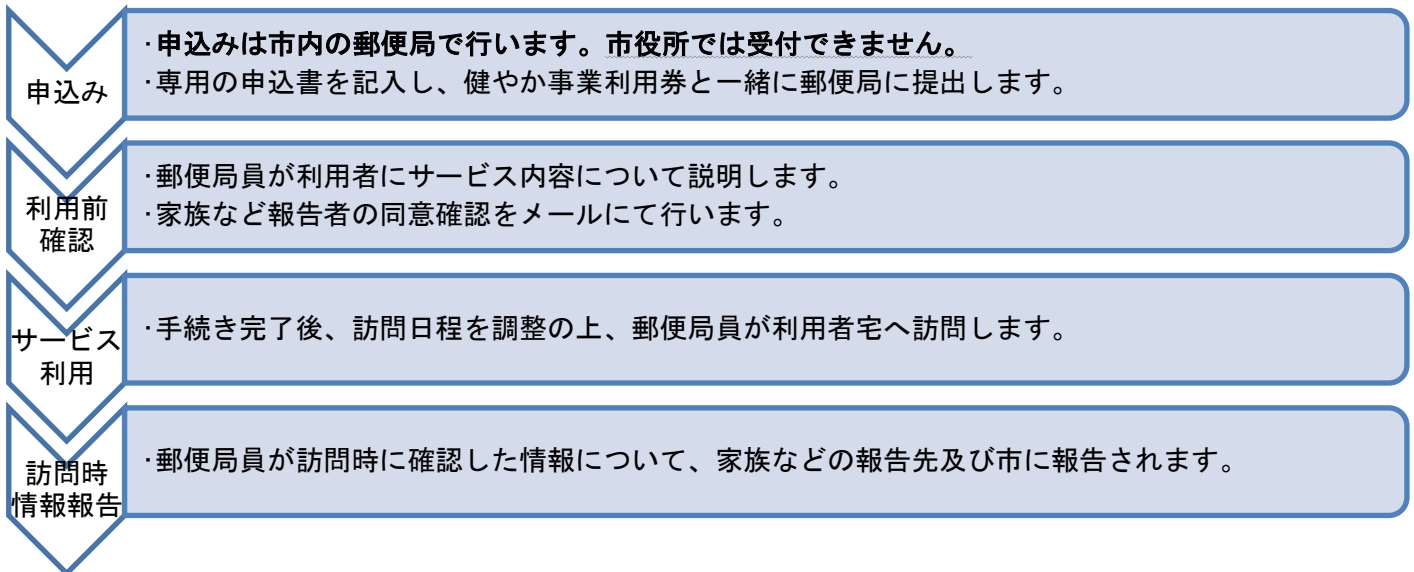 申込み
・申込みは市内の郵便局で行います。市役所では受付できません。
・専用の申込書を記入し、健やか事業利用券と一緒に郵便局に提出します。
利用前
確認
・郵便局員が利用者にサービス内容について説明します。
・家族など報告者の同意確認をメールにて行います。
サービス
利用
・手続き完了後、訪問日程を調整の上、郵便局員が利用者宅へ訪問します。
訪問時
情報報告
・郵便局員が訪問時に確認した情報について、家族などの報告先及び市に報告されます。